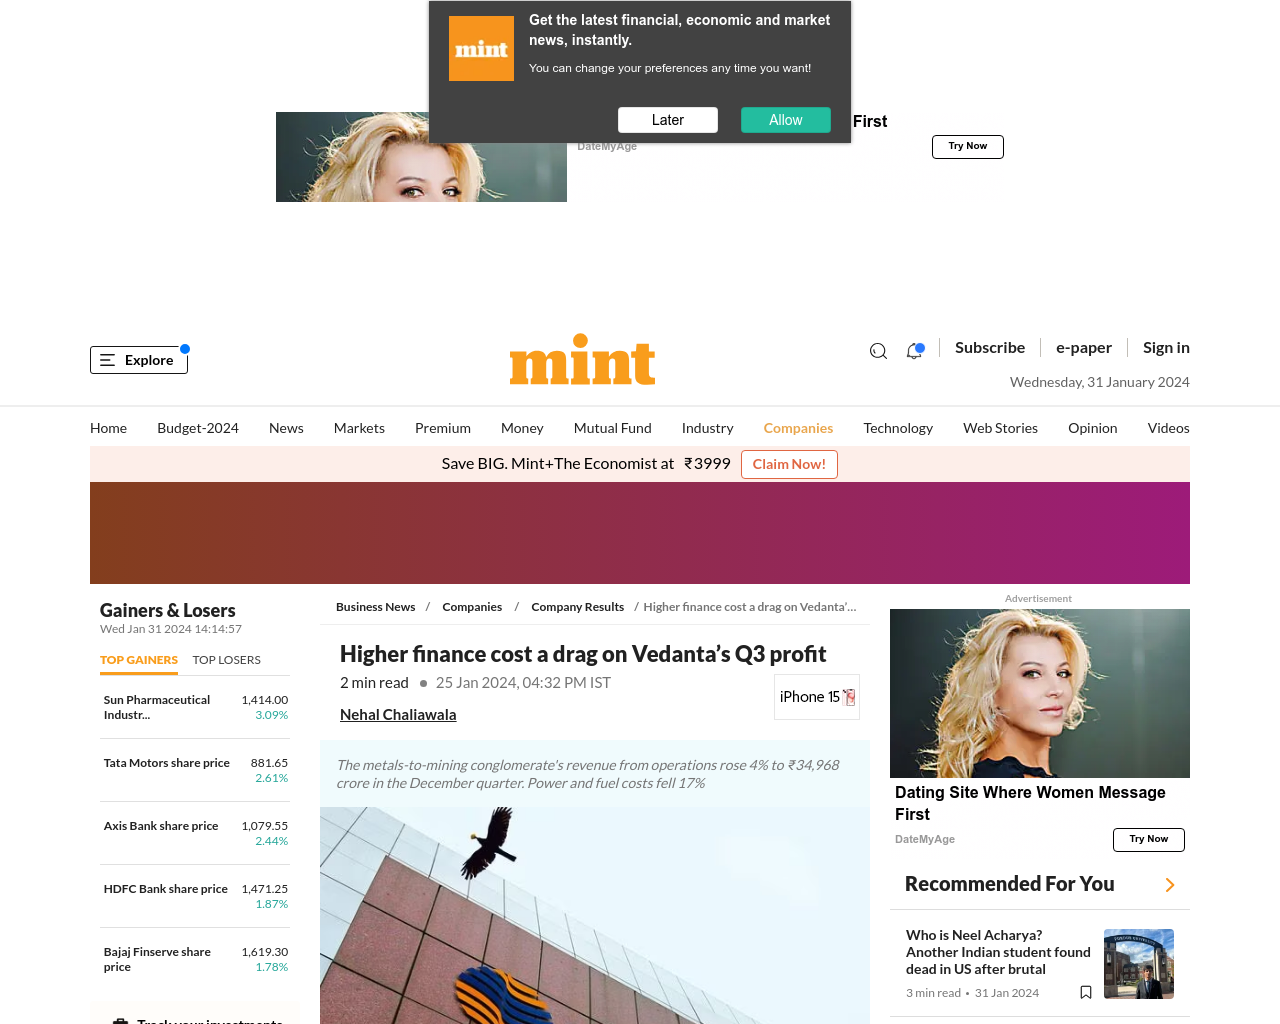 mint
Get the latest financial, economic and market
news, instantly.
You can change your preferences any time you want!
Later
Allow
First
DateMyAge
Try Now
Explore
mint
Subscribe
e-paper
Sign in
Wednesday, 31 January 2024
Home
Budget-2024
News
Markets
Premium
Money
Mutual Fund
Industry
Companies
Technology
Web Stories
Opinion
Videos
Save BIG. Mint+The Economist at ₹3999
Claim Now!
Gainers & Losers
Wed Jan 31 2024 14:14:57
TOP GAINERS
TOP LOSERS
Sun Pharmaceutical 1,414.00
Industr... 3.09%
Tata Motors share price 881.65
2.61%
Axis Bank share price 1,079.55
2.44%
HDFC Bank share price 1,471.25
1.87%
Bajaj Finserve share 1,619.30
price 1.78%
Track your investments
Business News / Companies / Company Results / Higher finance cost a drag on Vedanta’...
Higher finance cost a drag on Vedanta’s Q3 profit
2 min read ● 25 Jan 2024, 04:32 PM IST
Nehal Chaliawala
iPhone 15
The metals-to-mining conglomerate's revenue from operations rose 4% to ₹34,968
crore in the December quarter. Power and fuel costs fell 17%
Advertisement
Dating Site Where Women Message
First
DateMyAge
Try Now
Recommended For You
Who is Neel Acharya?
Another Indian student found
dead in US after brutal
3 min read • 31 Jan 2024